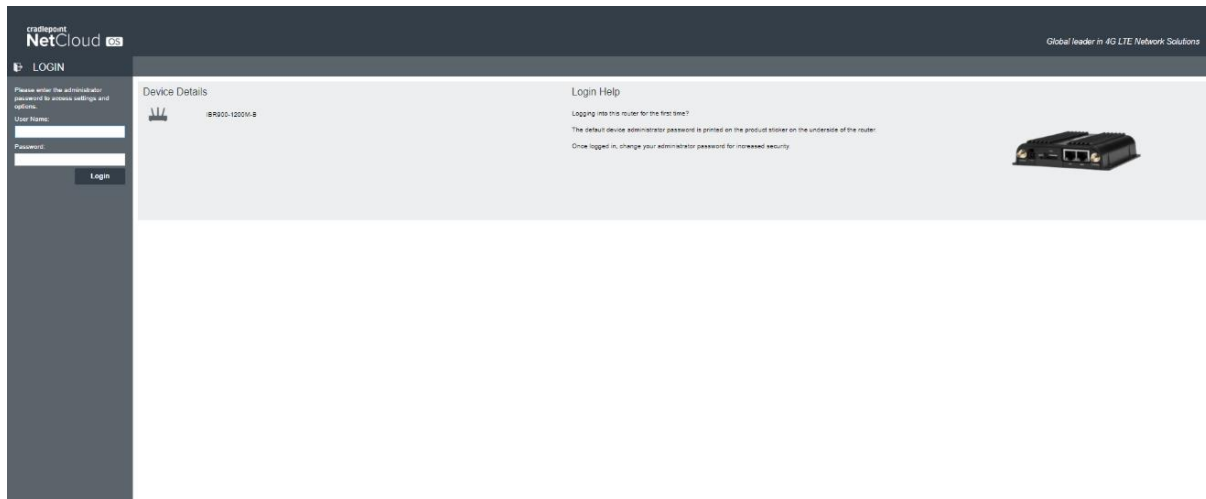 cradlepoint
NetCloud OS
Global leader in 4G LTE Network Solutions
LOGIN
Please enter the administrator
password to access settings and
options.
User Name:
Password:
Login
Device Details
IBR900-1200M-B
Login Help
Logging into this router for the first time?
The default device administrator password is printed on the product sticker on the underside of the router.
Once logged in, change your administrator password for increased security.